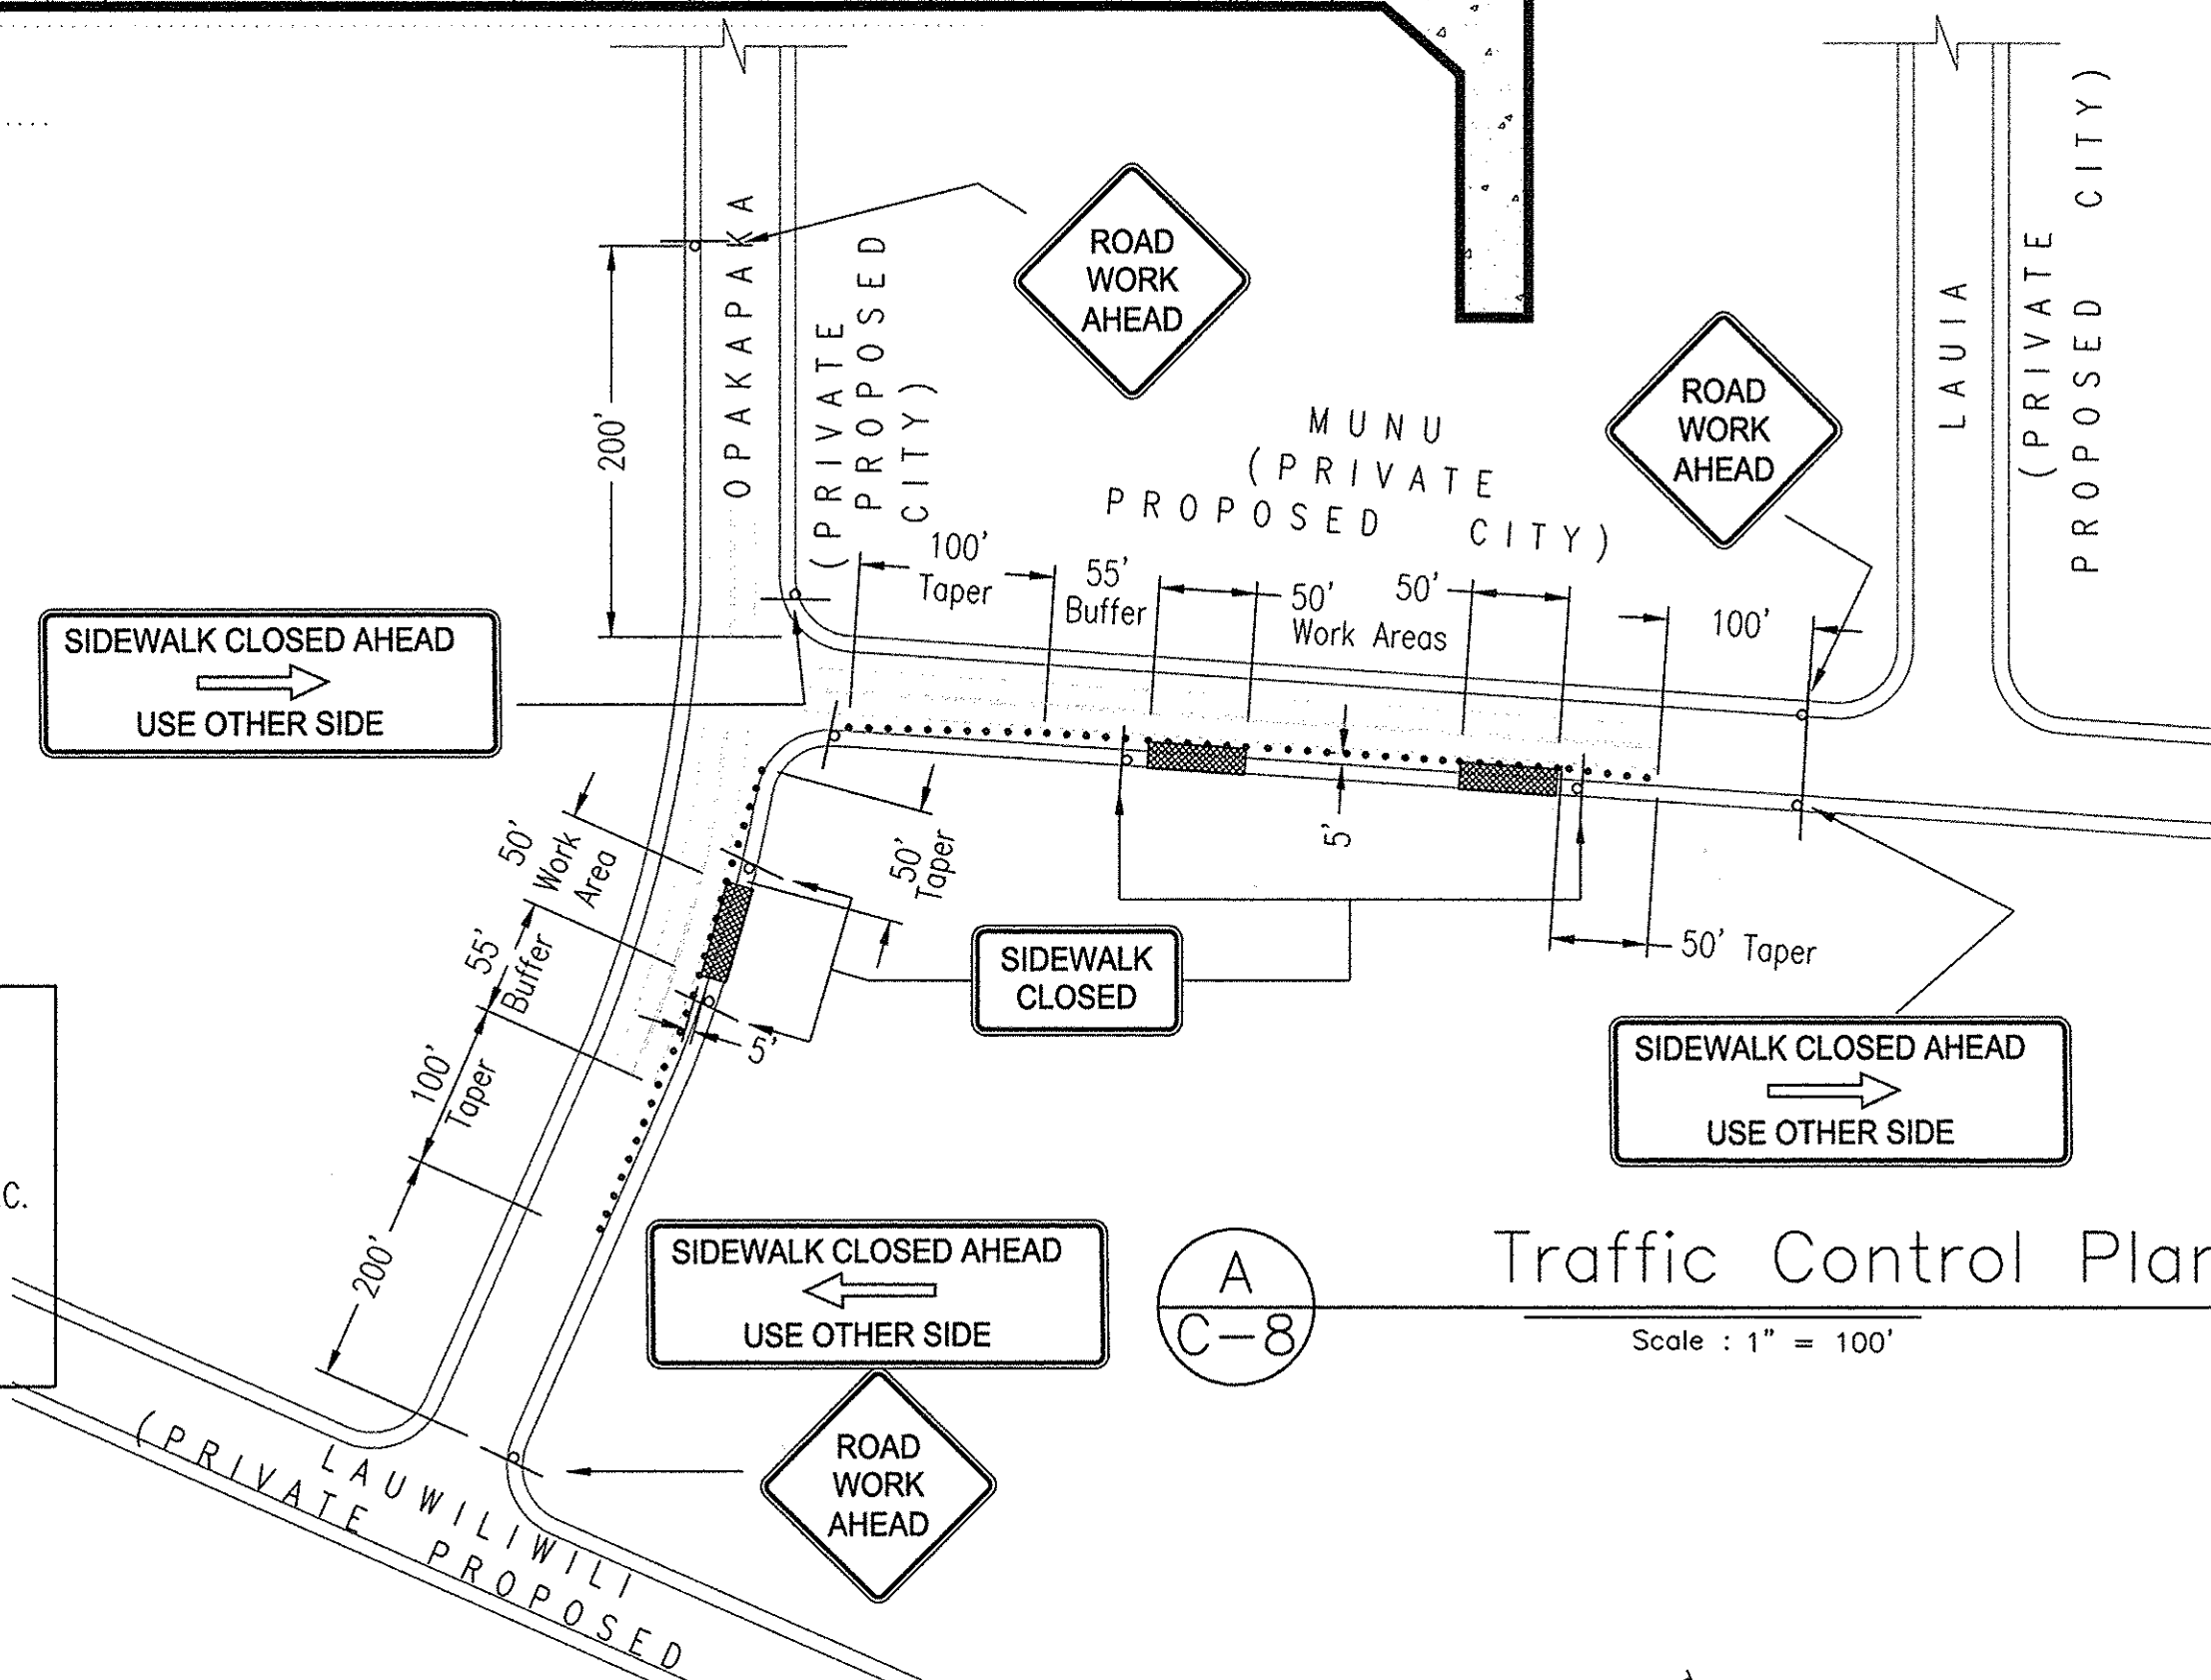 OPAKAPAKA
(PRIVATE
PROPOSED
CITY)
200'
ROAD
WORK
AHEAD
MUNU
(PRIVATE
PROPOSED CITY)
ROAD
WORK
AHEAD
LAUIA
(PRIVATE
PROPOSED CITY)
100'
Taper
55'
Buffer
50'
Work Areas
50'
100'
SIDEWALK CLOSED AHEAD
USE OTHER SIDE
50'
Work
Area
55'
Buffer
100'
Taper
200'
50'
Taper
5'
5'
SIDEWALK
CLOSED
50' Taper
SIDEWALK CLOSED AHEAD
USE OTHER SIDE
C.
SIDEWALK CLOSED AHEAD
USE OTHER SIDE
ROAD
WORK
AHEAD
A
C-8
Traffic Control Plan
Scale : 1" = 100'
LAUWILIWILI
(PRIVATE PROPOSED